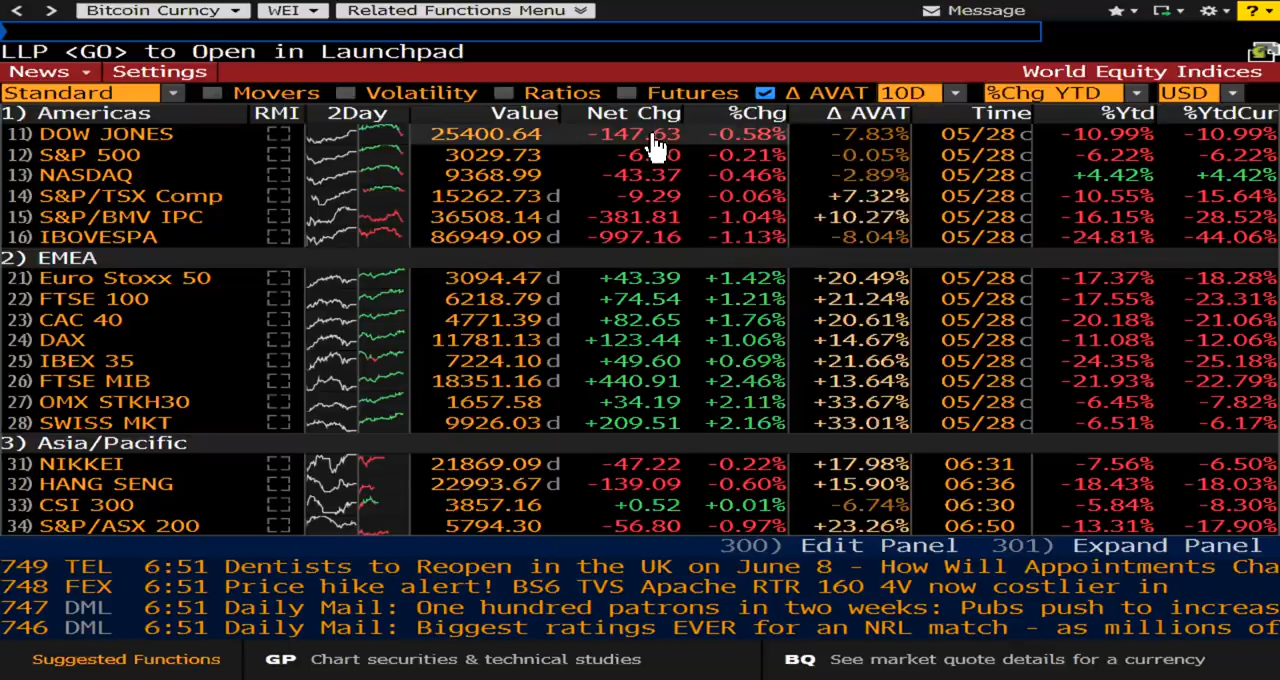 < > Bitcoin Curncy WEI Related Functions Menu Message ?
LLP <GO> to Open in Launchpad
News Settings World Equity Indices
Standard Movers Volatility Ratios Futures Δ AVAT 10D %Chg YTD USD
1) Americas RMI 2Day Value Net Chg %Chg Δ AVAT Time %Ytd %YtdCur
11) DOW JONES 25400.64 -147.63 -0.58% -7.83% 05/28 c -10.99% -10.99%
12) S&P 500 3029.73 -0.21% -0.05% 05/28 c -6.22% -6.22%
13) NASDAQ 9368.99 -43.37 -0.46% -2.89% 05/28 c +4.42% +4.42%
14) S&P/TSX Comp 15262.73 d -9.29 -0.06% +7.32% 05/28 c -10.55% -15.64%
15) S&P/BMV IPC 36508.14 d -381.81 -1.04% +10.27% 05/28 c -16.15% -28.52%
16) IBOVESPA 86949.09 d -997.16 -1.13% -8.04% 05/28 c -24.81% -44.06%
2) EMEA
21) Euro Stoxx 50 3094.47 d +43.39 +1.42% +20.49% 05/28 c -17.37% -18.28%
22) FTSE 100 6218.79 d +74.54 +1.21% +21.24% 05/28 c -17.55% -23.31%
23) CAC 40 4771.39 d +82.65 +1.76% +20.61% 05/28 c -20.18% -21.06%
24) DAX 11781.13 d +123.44 +1.06% +14.67% 05/28 c -11.08% -12.06%
25) IBEX 35 7224.10 d +49.60 +0.69% +21.66% 05/28 c -24.35% -25.18%
26) FTSE MIB 18351.16 d +440.91 +2.46% +13.64% 05/28 c -21.93% -22.79%
27) OMX STKH30 1657.58 +34.19 +2.11% +33.67% 05/28 c -6.45% -7.82%
28) SWISS MKT 9926.03 d +209.51 +2.16% +33.01% 05/28 c -6.51% -6.17%
3) Asia/Pacific
31) NIKKEI 21869.09 d -47.22 -0.22% +17.98% 06:31 -7.56% -6.50%
32) HANG SENG 22993.67 d -139.09 -0.60% +15.90% 06:36 -18.43% -18.03%
33) CSI 300 3857.16 +0.52 +0.01% -6.74% 06:30 -5.84% -8.30%
34) S&P/ASX 200 5794.30 -56.80 -0.97% +23.26% 06:50 -13.31% -17.90%
300) Edit Panel 301) Expand Panel
749 TEL 6:51 Dentists to Reopen in the UK on June 8 - How Will Appointments Cha
748 FEX 6:51 Price hike alert! BS6 TVS Apache RTR 160 4V now costlier in
747 DML 6:51 Daily Mail: One hundred patrons in two weeks: Pubs push to increas
746 DML 6:51 Daily Mail: Biggest ratings EVER for an NRL match - as millions of
Suggested Functions GP Chart securities & technical studies BQ See market quote details for a currency